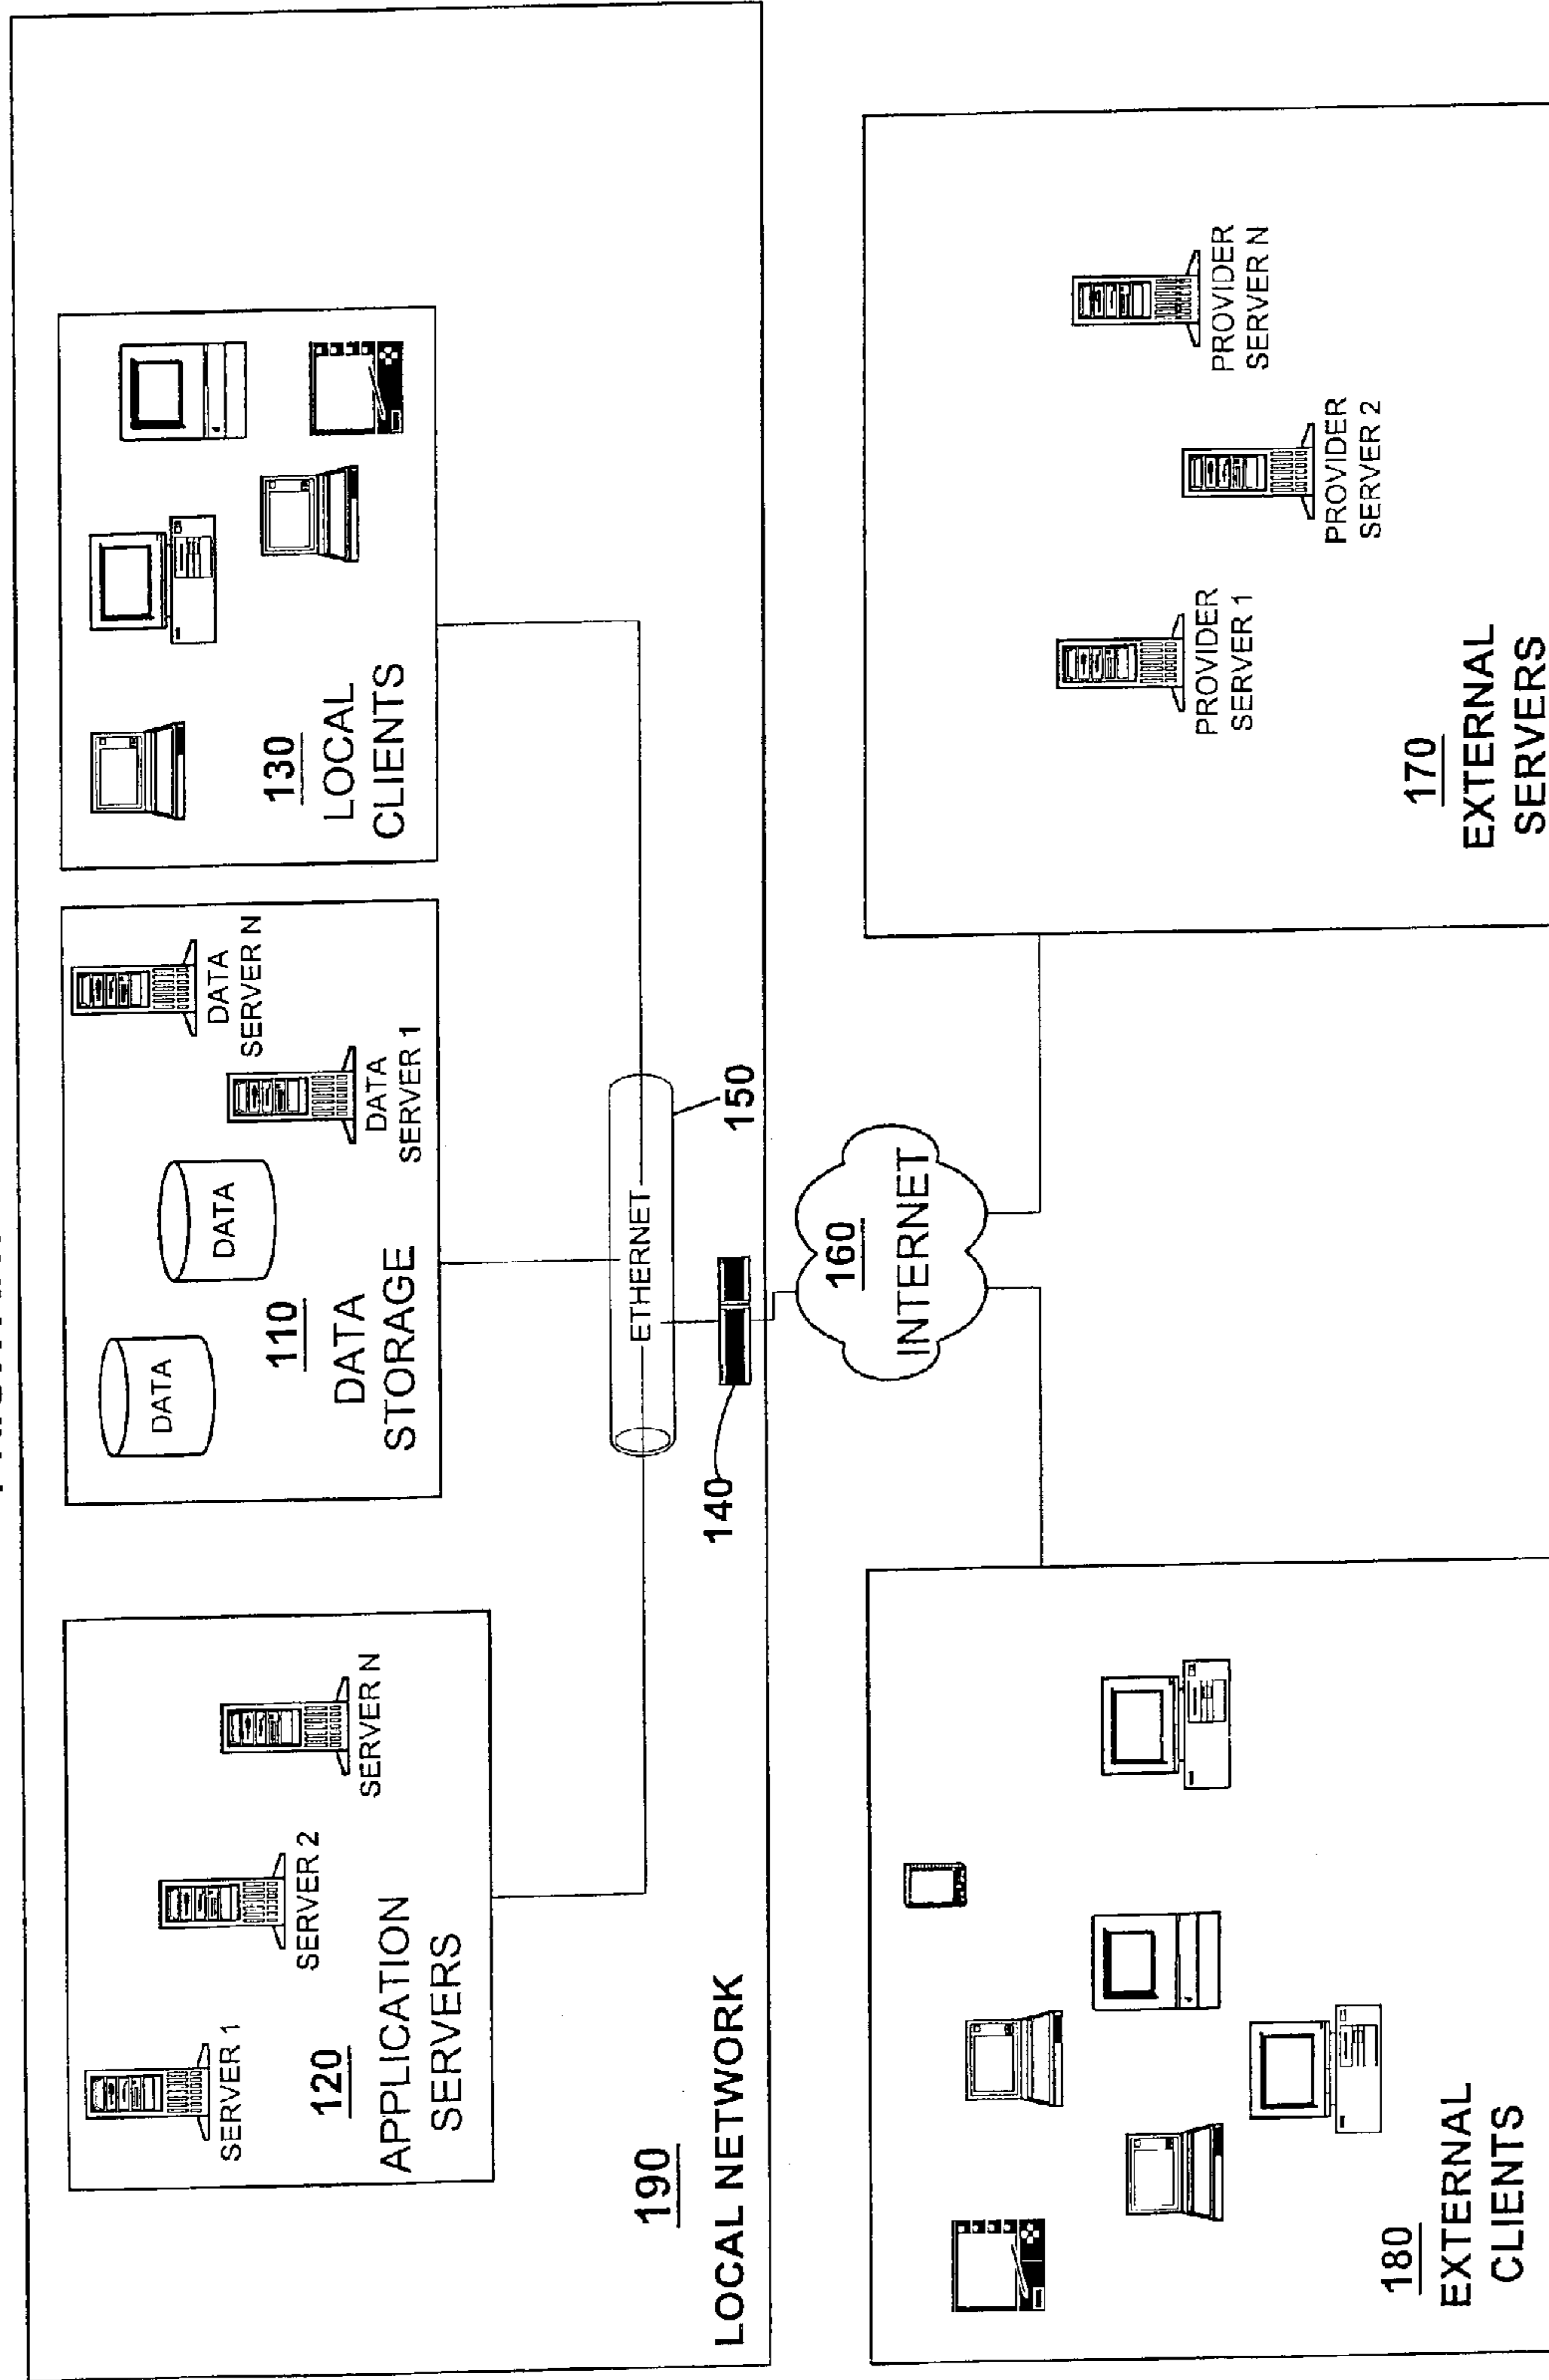 SERVER 1
SERVER 2
SERVER N
120
APPLICATION
SERVERS
DATA
DATA
DATA
SERVER 1
DATA
SERVER N
110
DATA
STORAGE
130
LOCAL
CLIENTS
ETHERNET
150
140
190
LOCAL NETWORK
160
INTERNET
180
EXTERNAL
CLIENTS
PROVIDER
SERVER 1
PROVIDER
SERVER 2
PROVIDER
SERVER N
170
EXTERNAL
SERVERS